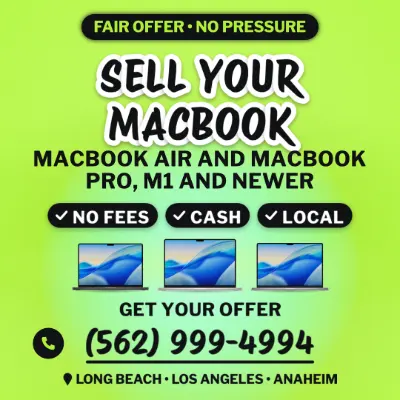 FAIR OFFER • NO PRESSURE
SELL YOUR
MACBOOK
MACBOOK AIR AND MACBOOK
PRO, M1 AND NEWER
✓ NO FEES ✓ CASH ✓ LOCAL
GET YOUR OFFER
(562) 999-4994
LONG BEACH • LOS ANGELES • ANAHEIM